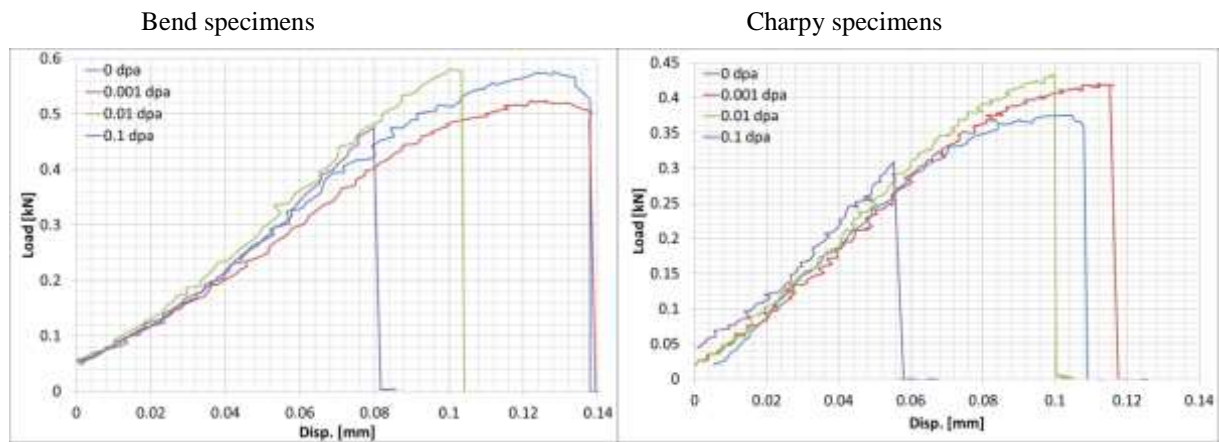 Bend specimens
Charpy specimens
0.6
0.5
0.4
0.3
0.2
0.1
0
Load [kN]
0 dpa
0.001 dpa
0.01 dpa
0.1 dpa
0 0.02 0.04 0.06 0.08 0.1 0.12 0.14
Disp. [mm]
0.45
0.4
0.35
0.3
0.25
0.2
0.15
0.1
0.05
0
Load [kN]
0 dpa
0.001 dpa
0.01 dpa
0.1 dpa
0 0.02 0.04 0.06 0.08 0.1 0.12 0.14
Disp. [mm]